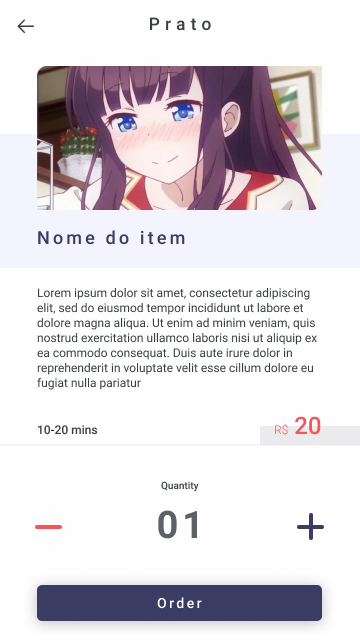 Prato
Nome do item
Lorem ipsum dolor sit amet, consectetur adipiscing
elit, sed do eiusmod tempor incididunt ut labore et
dolore magna aliqua. Ut enim ad minim veniam, quis
nostrud exercitation ullamco laboris nisi ut aliquip ex
ea commodo consequat. Duis aute irure dolor in
reprehenderit in voluptate velit esse cillum dolore eu
fugiat nulla pariatur
10-20 mins
R$ 20
Quantity
01
Order